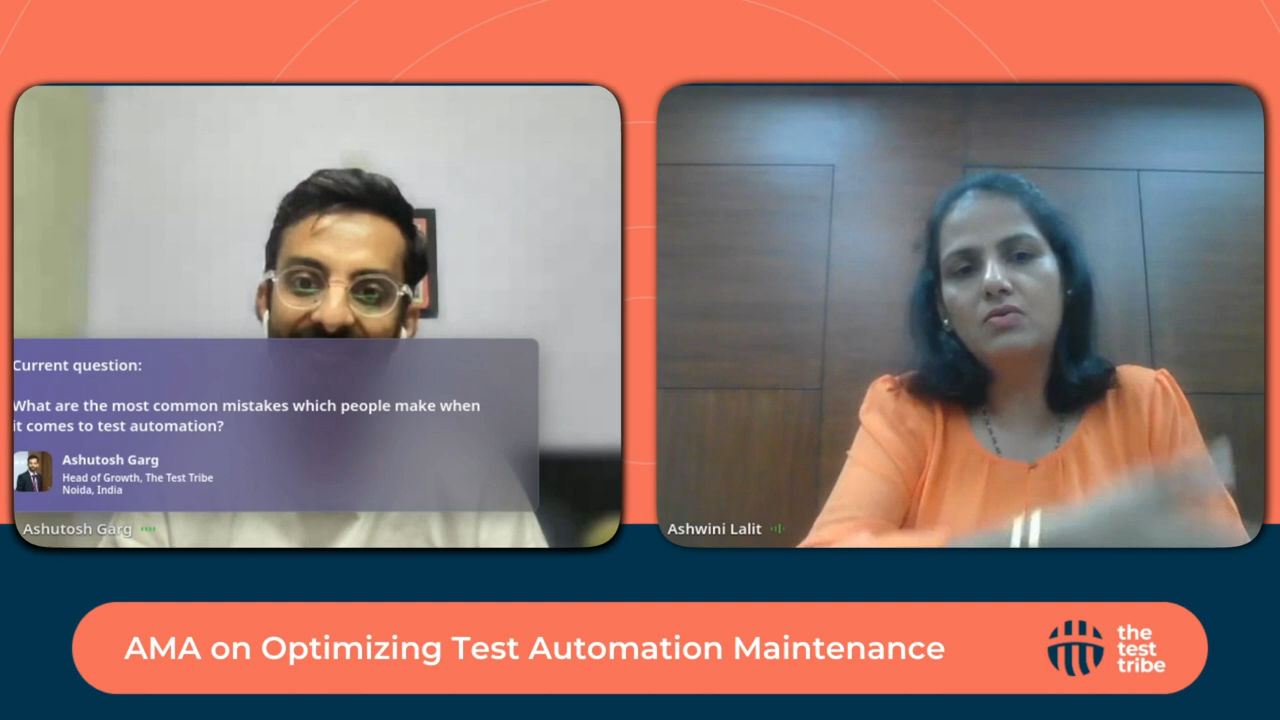 Current question:
What are the most common mistakes which people make when
it comes to test automation?
Ashutosh Garg
Head of Growth, The Test Tribe
Noida, India
Ashutosh Garg
Ashwini Lalit
AMA on Optimizing Test Automation Maintenance
the
test
tribe